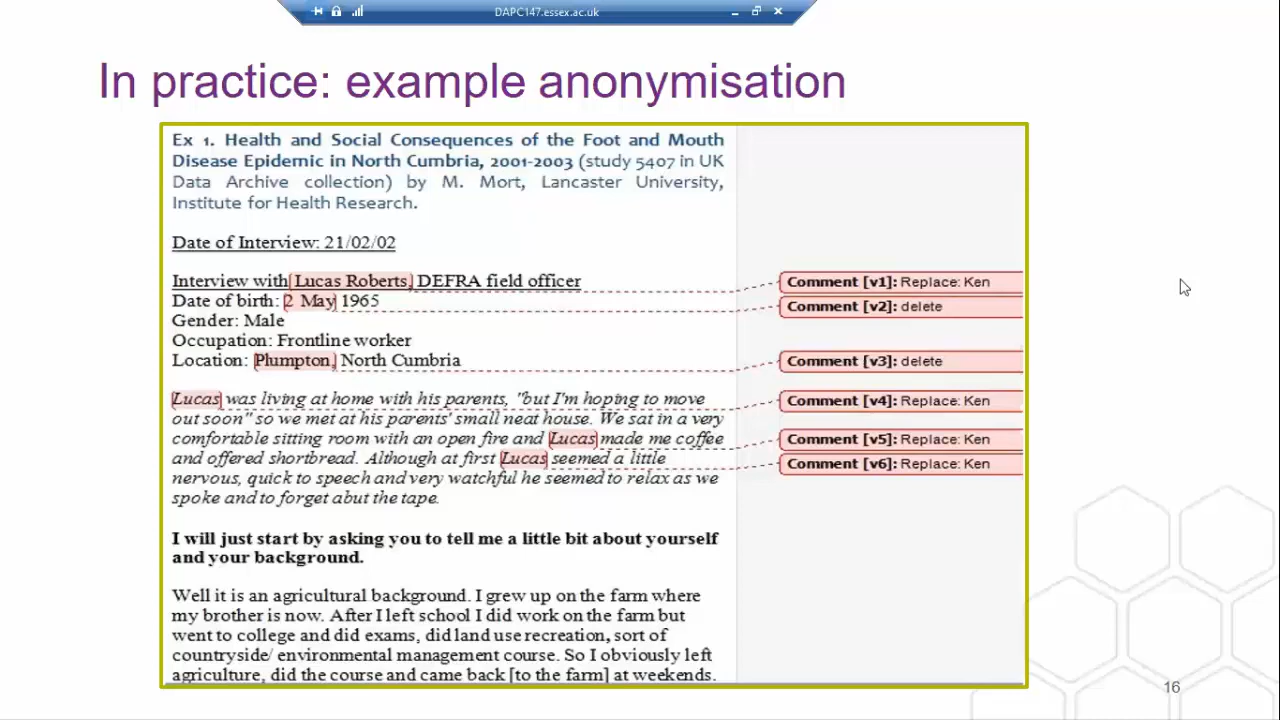 DAPC147.essex.ac.uk
In practice: example anonymisation
Ex 1. Health and Social Consequences of the Foot and Mouth
Disease Epidemic in North Cumbria, 2001-2003 (study 5407 in UK
Data Archive collection) by M. Mort, Lancaster University,
Institute for Health Research.
Date of Interview: 21/02/02
Interview with Lucas Roberts, DEFRA field officer
Comment [v1]: Replace: Ken
Date of birth: 2 May 1965
Comment [v2]: delete
Gender: Male
Occupation: Frontline worker
Location: Plumpton, North Cumbria
Comment [v3]: delete
Lucas was living at home with his parents, "but I'm hoping to move
Comment [v4]: Replace: Ken
out soon" so we met at his parents' small neat house. We sat in a very
comfortable sitting room with an open fire and Lucas made me coffee
Comment [v5]: Replace: Ken
and offered shortbread. Although at first Lucas seemed a little
Comment [v6]: Replace: Ken
nervous, quick to speech and very watchful he seemed to relax as we
spoke and to forget abut the tape.
I will just start by asking you to tell me a little bit about yourself
and your background.
Well it is an agricultural background. I grew up on the farm where
my brother is now. After I left school I did work on the farm but
went to college and did exams, did land use recreation, sort of
countryside/ environmental management course. So I obviously left
agriculture, did the course and came back [to the farm] at weekends.
16